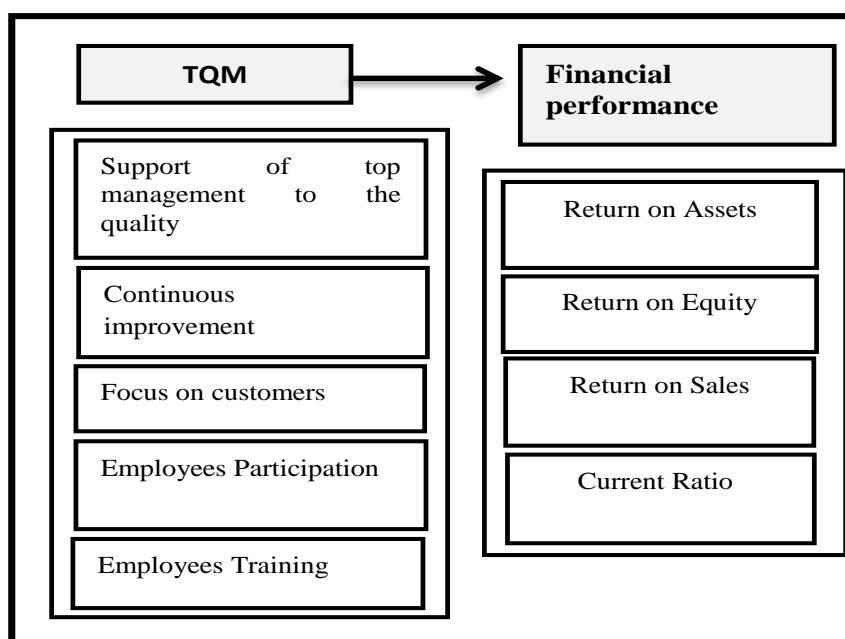 TQM
Financial
performance
Support of top
management to the
quality
Continuous
improvement
Focus on customers
Employees Participation
Employees Training
Return on Assets
Return on Equity
Return on Sales
Current Ratio